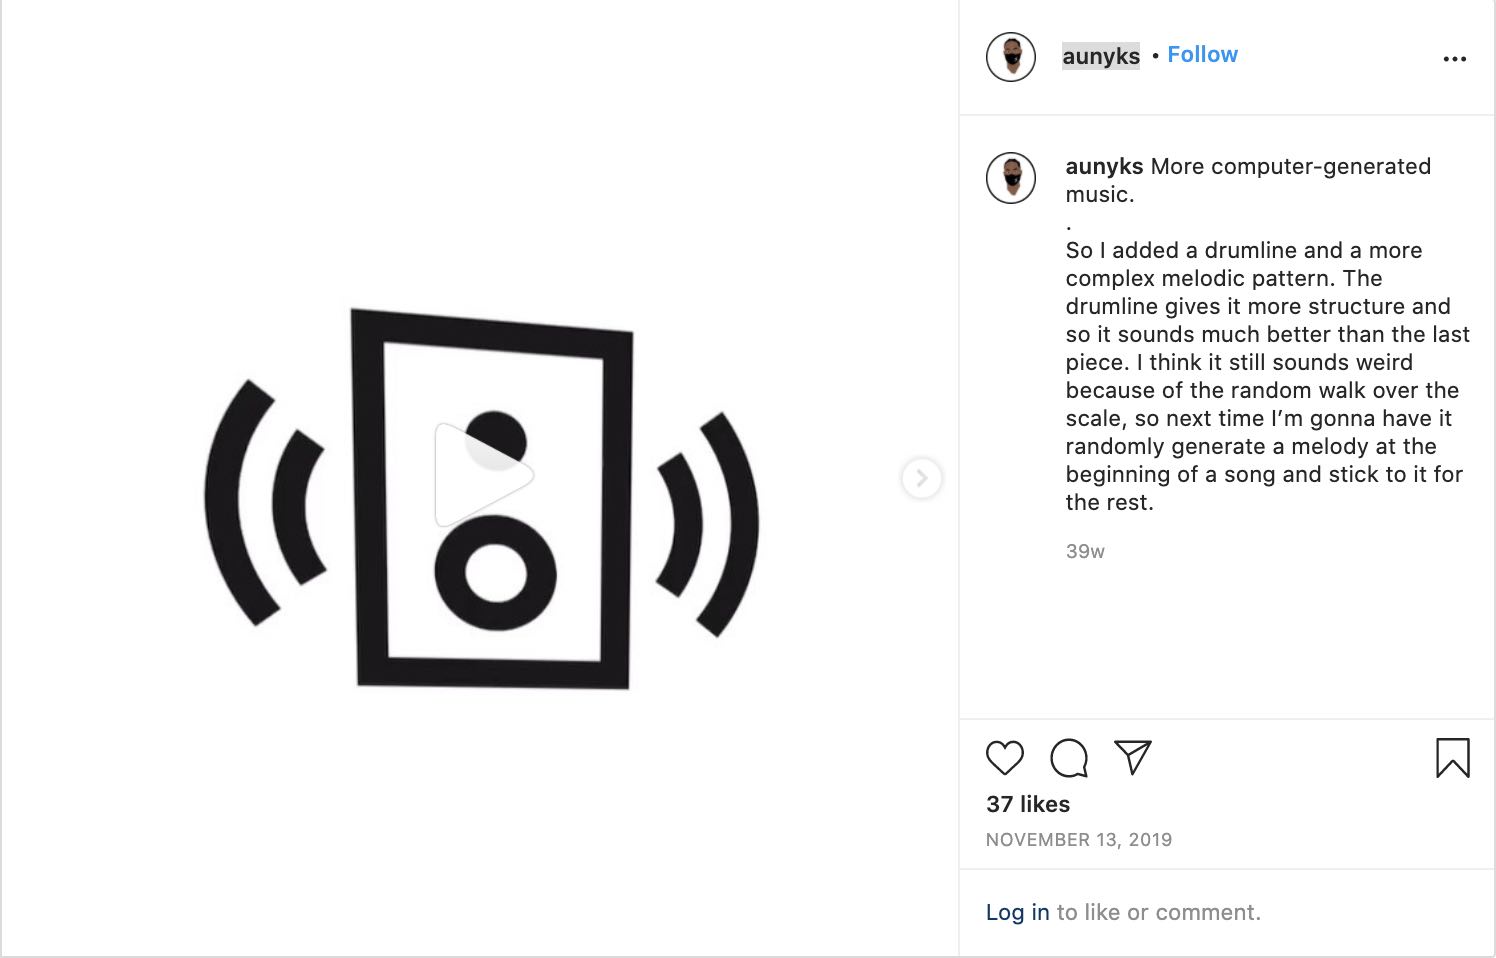 aunyks • Follow
aunyks More computer-generated
music.
.
So I added a drumline and a more
complex melodic pattern. The
drumline gives it more structure and
so it sounds much better than the last
piece. I think it still sounds weird
because of the random walk over the
scale, so next time I’m gonna have it
randomly generate a melody at the
beginning of a song and stick to it for
the rest.
39w
37 likes
NOVEMBER 13, 2019
Log in to like or comment.